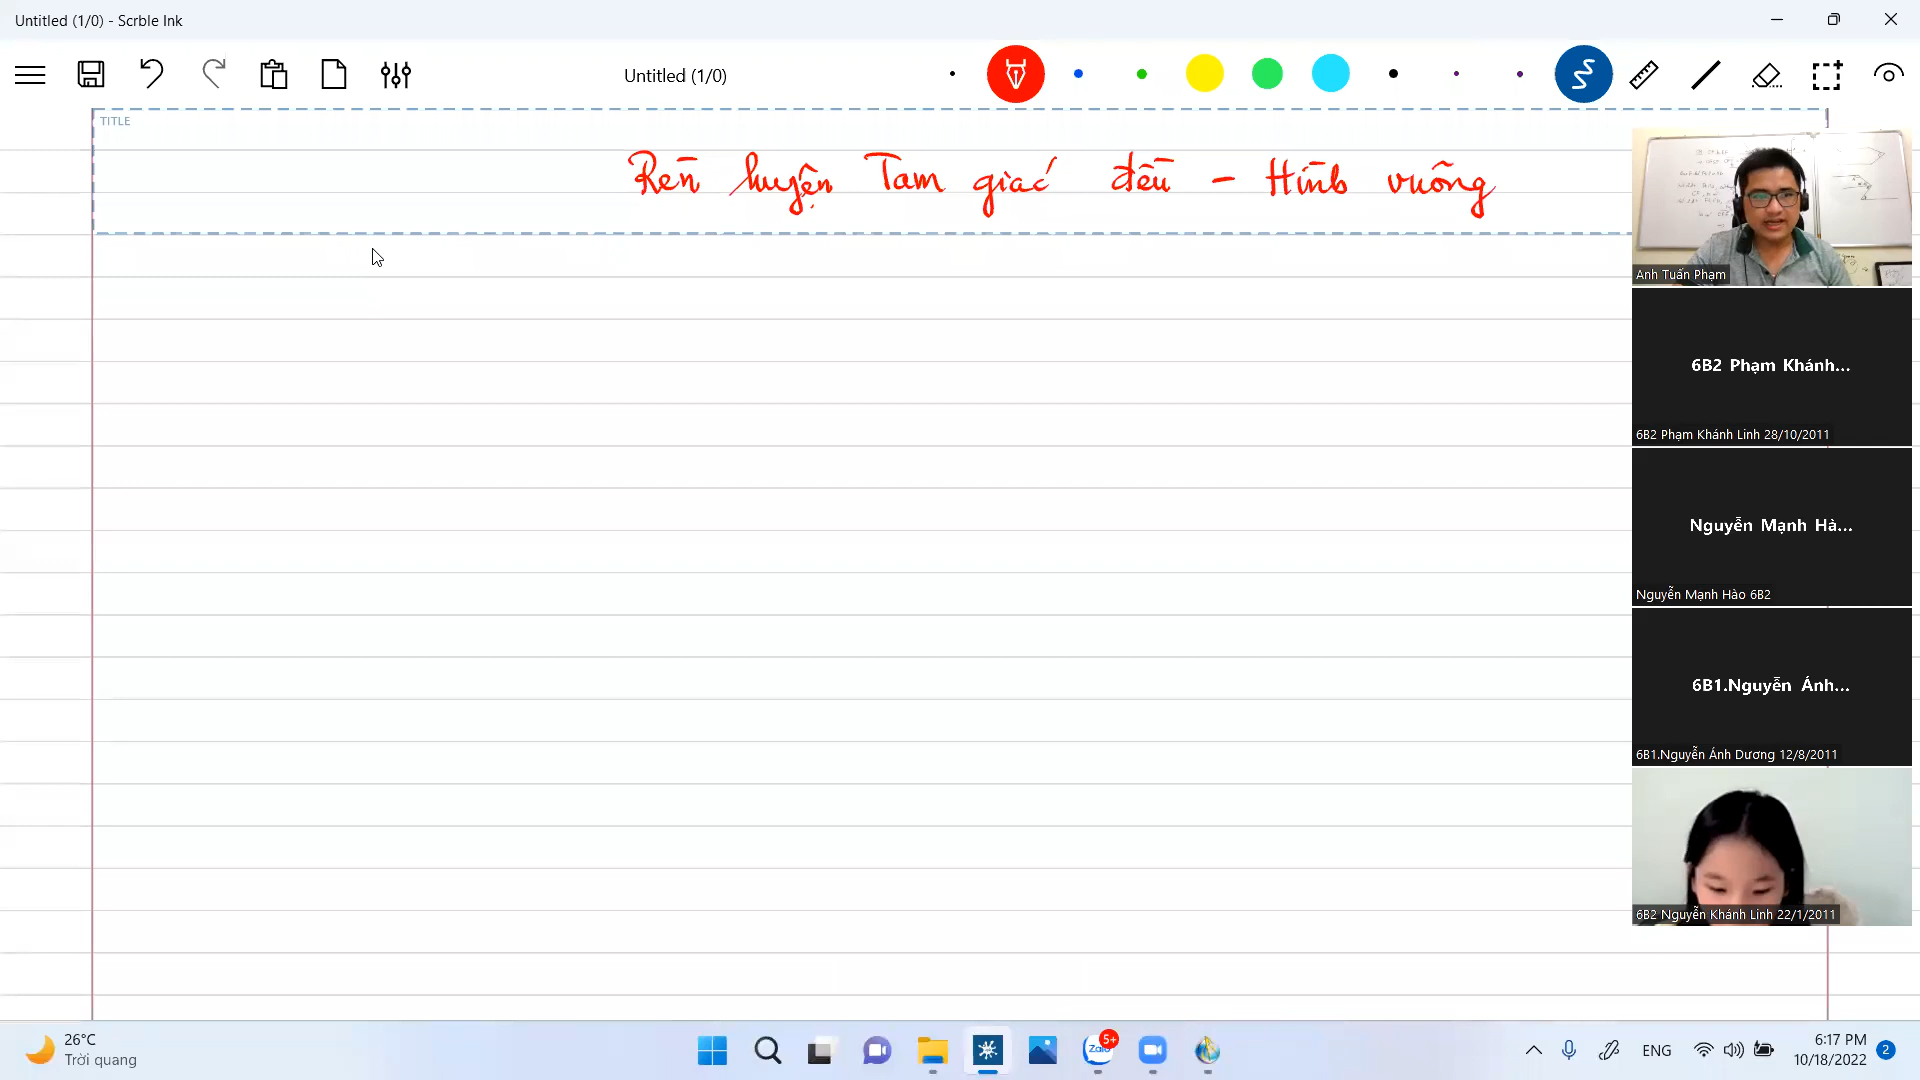 Untitled (1/0) - Scrble Ink
Untitled (1/0)
TITLE
Rèn luyện Tam giác đều - Hình vuông
Anh Tuấn Phạm
6B2 Phạm Khánh...
6B2 Phạm Khánh Linh 28/10/2011
Nguyễn Mạnh Hà...
Nguyễn Mạnh Hào 6B2
6B1.Nguyễn Ánh...
6B1.Nguyễn Ánh Dương 12/8/2011
6B2 Nguyễn Khánh Linh 22/1/2011
26°C
Trời quang
Zalo
5+
ENG
6:17 PM
10/18/2022
2